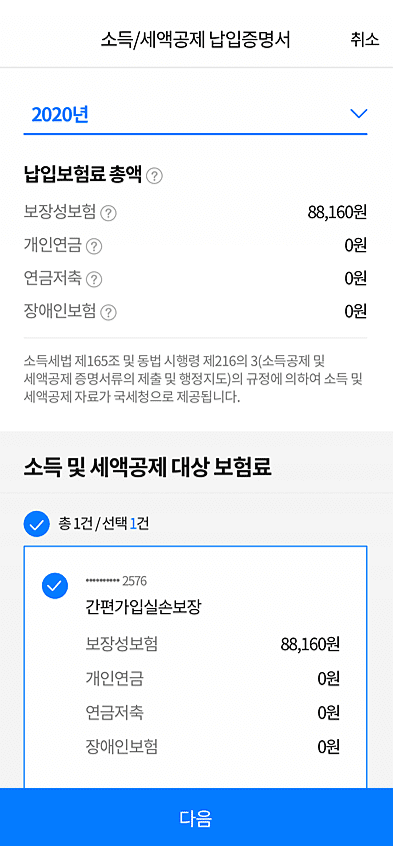 소득/세액공제 납입증명서 취소
2020년
납입보험료 총액 ?
보장성보험 ? 88,160원
개인연금 ? 0원
연금저축 ? 0원
장애인보험 ? 0원
소득세법 제165조 및 동법 시행령 제216의 3(소득공제 및
세액공제 증명서류의 제출 및 행정지도)의 규정에 의하여 소득 및
세액공제 자료가 국세청으로 제공됩니다.
소득 및 세액공제 대상 보험료
총 1건 / 선택 1건
•••••••••• 2576
간편가입실손보장
보장성보험 88,160원
개인연금 0원
연금저축 0원
장애인보험 0원
다음